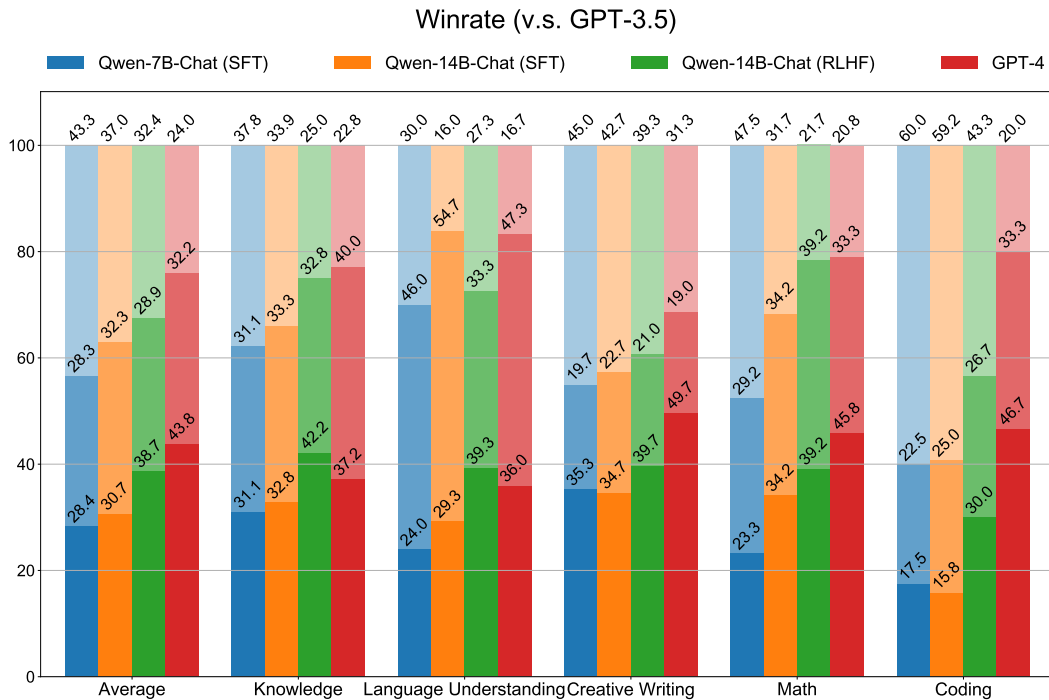 Winrate (v.s. GPT-3.5)
Qwen-7B-Chat (SFT) Qwen-14B-Chat (SFT) Qwen-14B-Chat (RLHF) GPT-4
43.3 37.0 32.4 24.0 37.8 33.9 25.0 22.8 30.0 16.0 27.3 16.7 45.0 42.7 39.3 31.3 47.5 31.7 21.7 20.8 60.0 59.2 43.3 20.0
28.3 32.3 28.9 32.2 31.1 33.3 32.8 40.0 46.0 54.7 33.3 47.3 19.7 22.7 21.0 19.0 29.2 34.2 39.2 33.3 22.5 25.0 26.7 33.3
28.4 30.7 38.7 43.8 31.1 32.8 42.2 37.2 24.0 29.3 39.3 36.0 35.3 34.7 39.7 49.7 23.3 34.2 39.2 45.8 17.5 15.8 30.0 46.7
100
80
60
40
20
0
Average Knowledge Language Understanding Creative Writing Math Coding